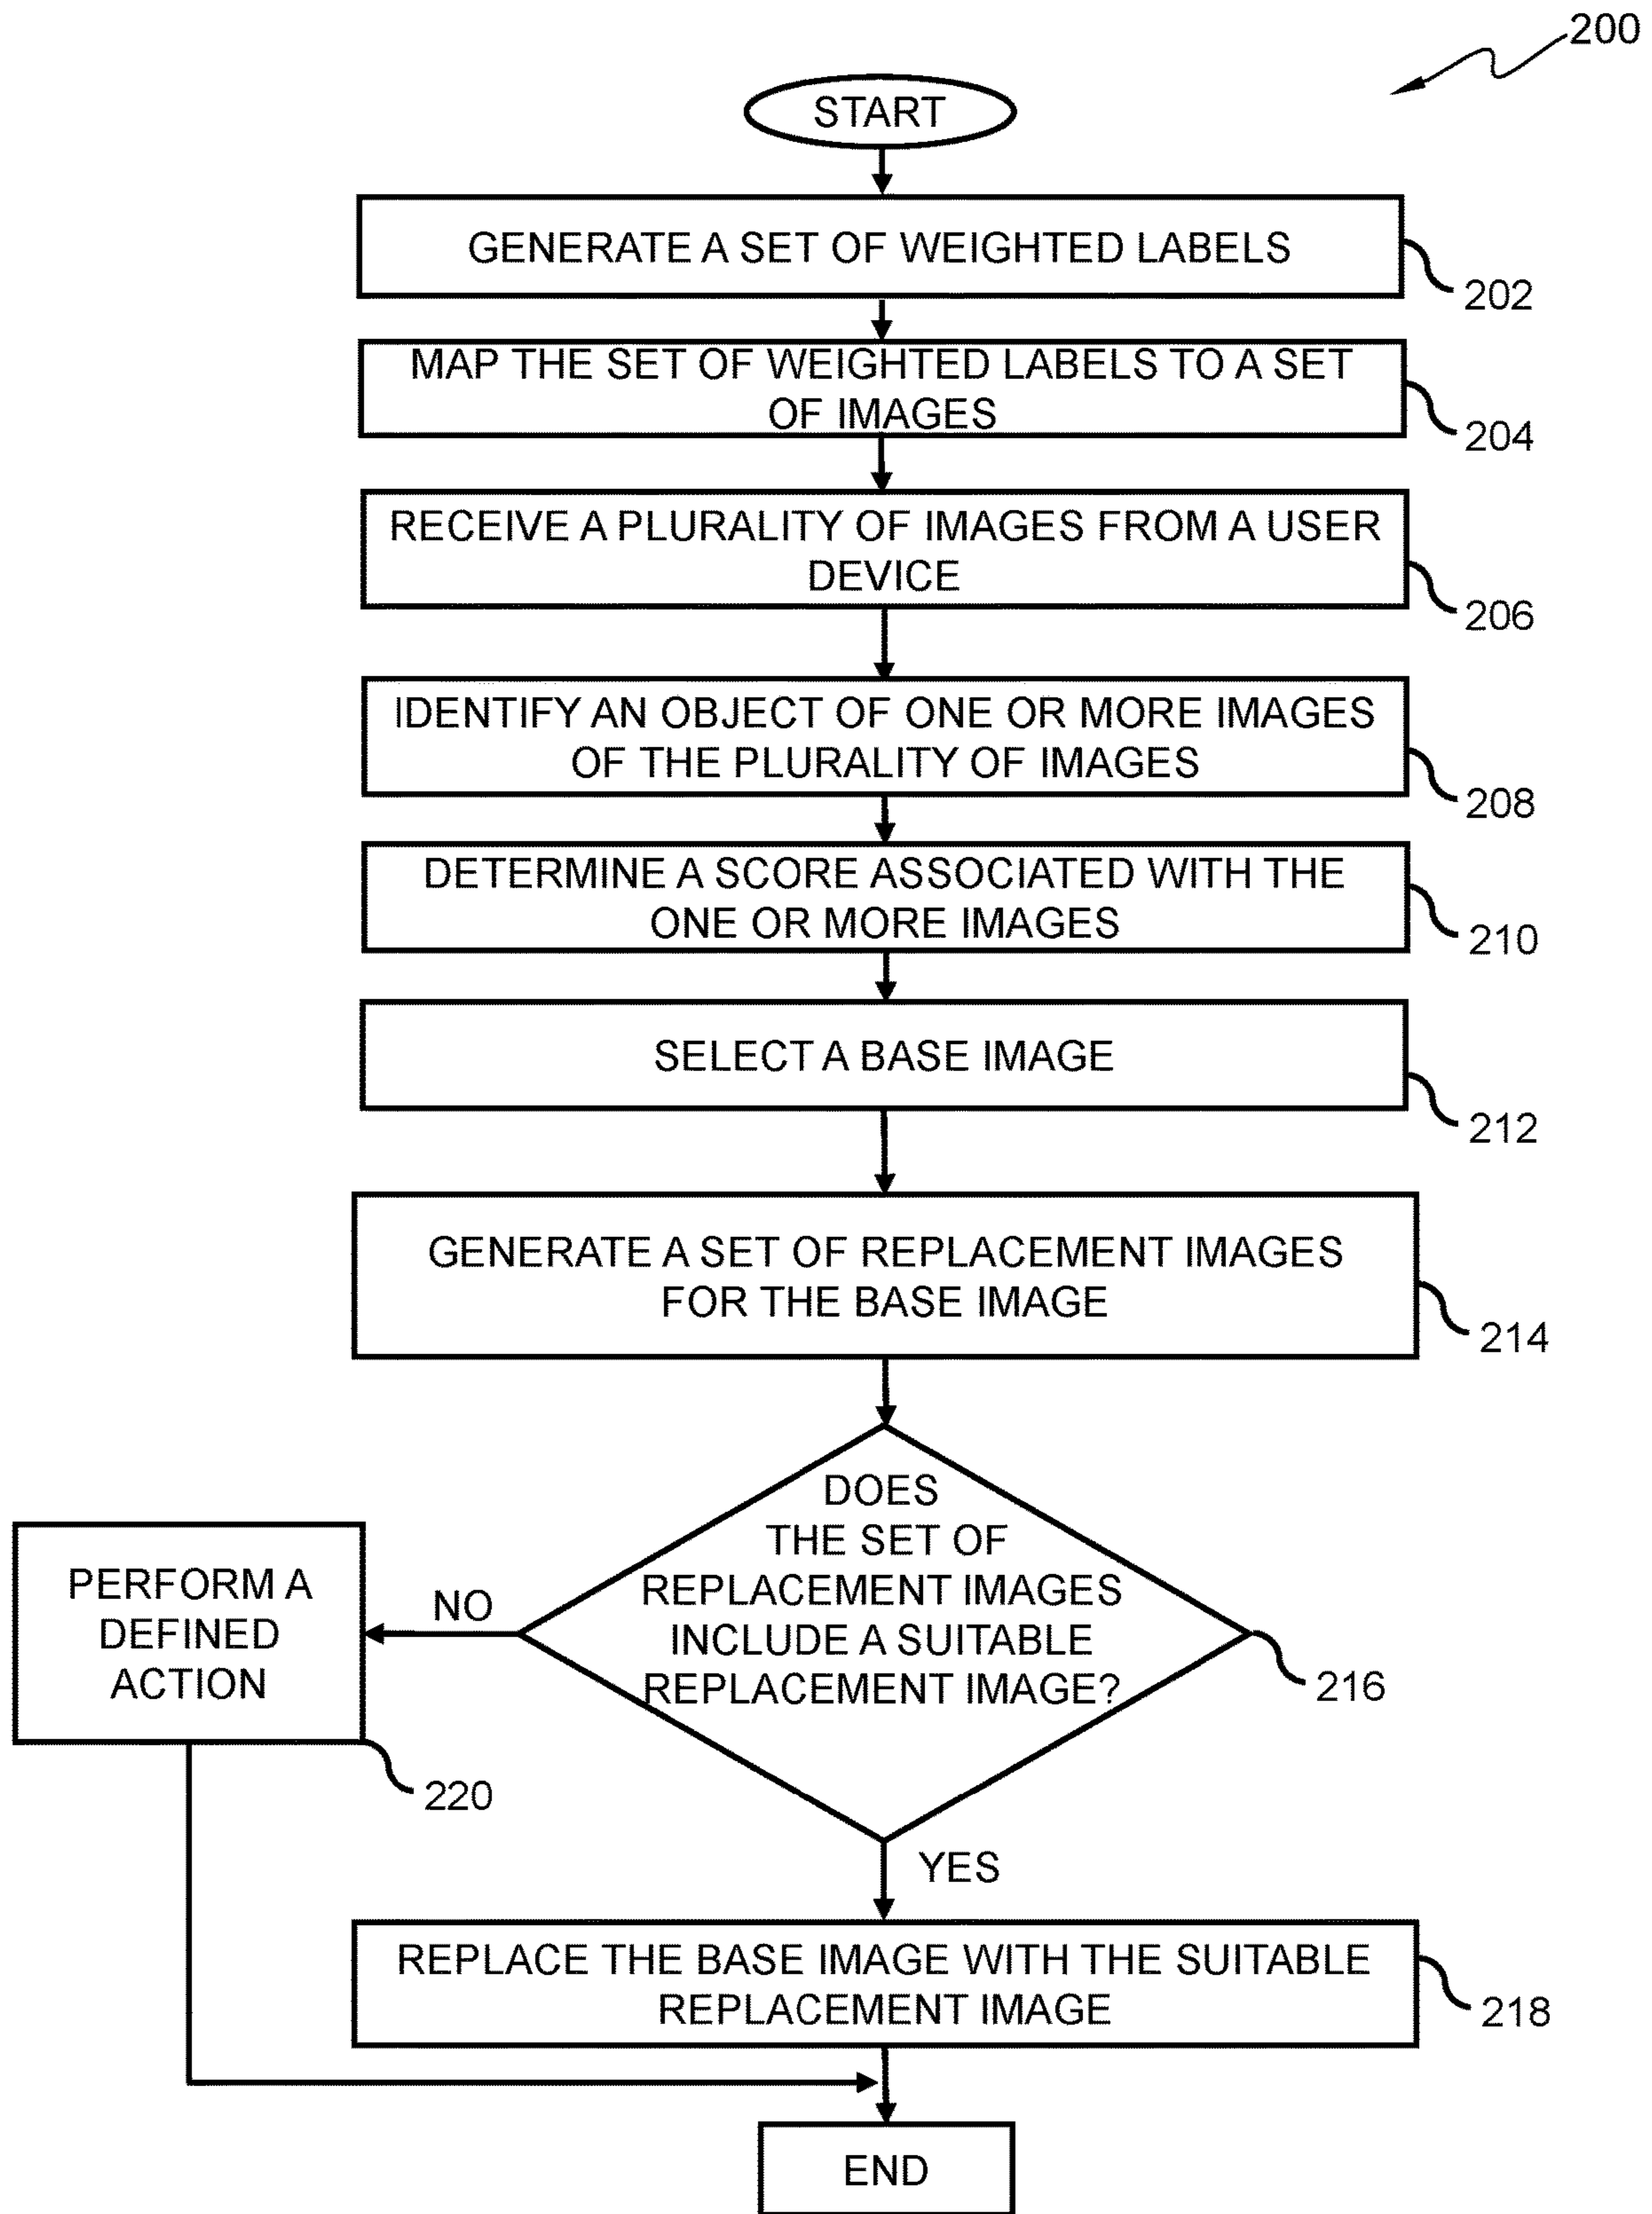 200
START
GENERATE A SET OF WEIGHTED LABELS
202
MAP THE SET OF WEIGHTED LABELS TO A SET
OF IMAGES
204
RECEIVE A PLURALITY OF IMAGES FROM A USER
DEVICE
206
IDENTIFY AN OBJECT OF ONE OR MORE IMAGES
OF THE PLURALITY OF IMAGES
208
DETERMINE A SCORE ASSOCIATED WITH THE
ONE OR MORE IMAGES
210
SELECT A BASE IMAGE
212
GENERATE A SET OF REPLACEMENT IMAGES
FOR THE BASE IMAGE
214
DOES
THE SET OF
REPLACEMENT IMAGES
INCLUDE A SUITABLE
REPLACEMENT IMAGE?
216
NO
PERFORM A
DEFINED
ACTION
220
YES
REPLACE THE BASE IMAGE WITH THE SUITABLE
REPLACEMENT IMAGE
218
END